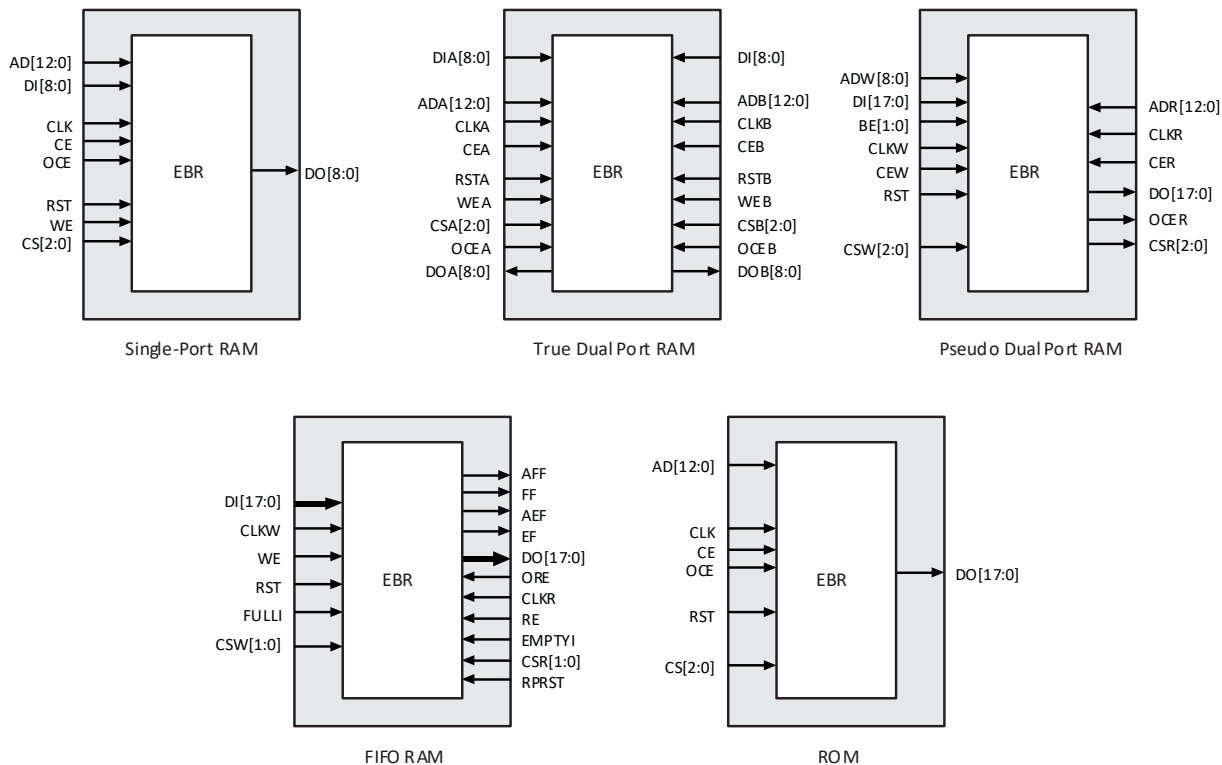 AD[12:0]
DI[8:0]
CLK
CE
OCE
RST
WE
CS[2:0]
EBR
DO[8:0]
Single-Port RAM
DIA[8:0]
ADA[12:0]
CLKA
CEA
RSTA
WEA
CSA[2:0]
OCEA
DOA[8:0]
EBR
DI[8:0]
ADB[12:0]
CLKB
CEB
RSTB
WEB
CSB[2:0]
OCEB
DOB[8:0]
True Dual Port RAM
ADW[8:0]
DI[17:0]
BE[1:0]
CLKW
CEW
RST
CSW[2:0]
EBR
ADR[12:0]
CLKR
CER
DO[17:0]
OCER
CSR[2:0]
Pseudo Dual Port RAM
DI[17:0]
CLKW
WE
RST
FULLI
CSW[1:0]
EBR
AFF
FF
AEF
EF
DO[17:0]
ORE
CLKR
RE
EMPTYI
CSR[1:0]
RPRST
FIFO RAM
AD[12:0]
CLK
CE
OCE
RST
CS[2:0]
EBR
DO[17:0]
ROM